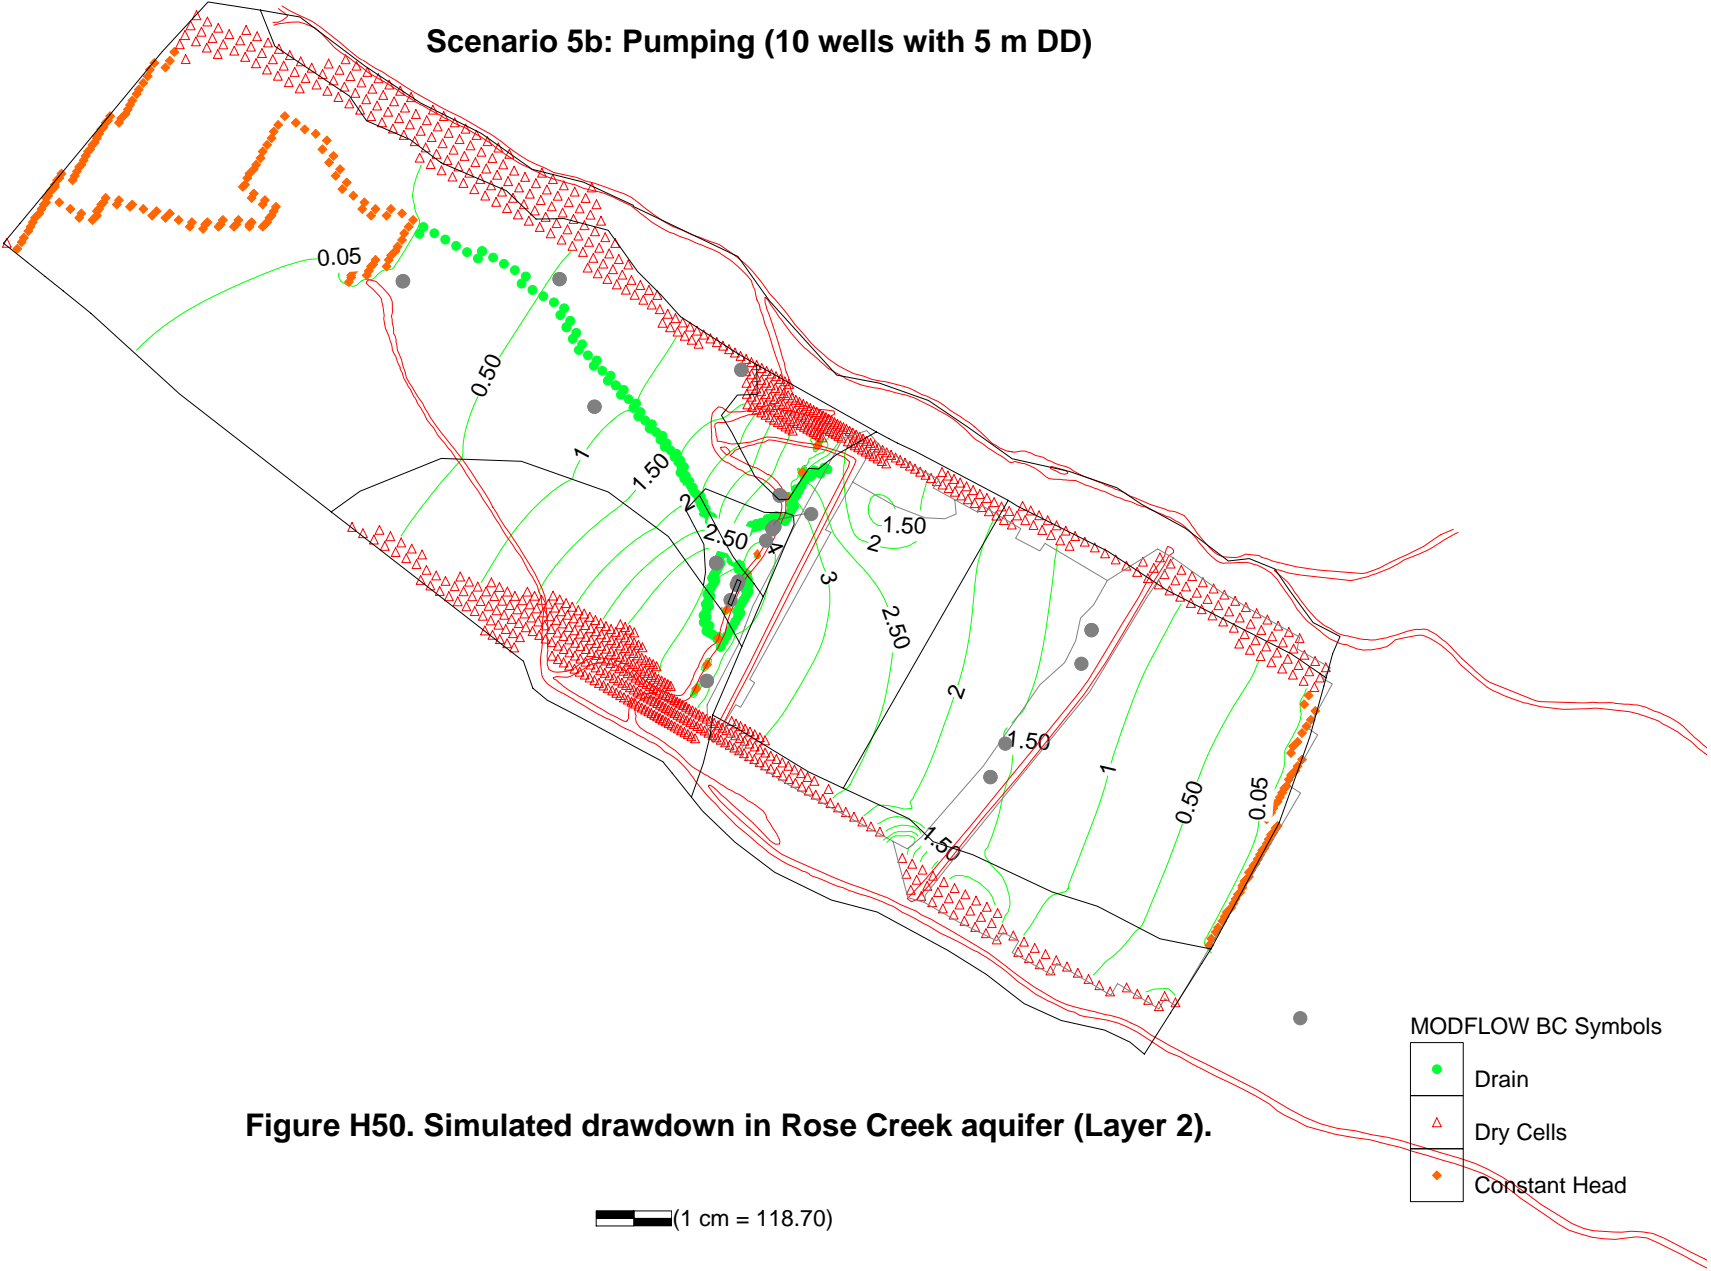 Scenario 5b: Pumping (10 wells with 5 m DD)
0.05
0.50
1
1.50
2
2.50
4
3
1.50
2
2.50
2
1.50
1
0.50
0.05
1.50
MODFLOW BC Symbols
Drain
Dry Cells
Constant Head
Figure H50. Simulated drawdown in Rose Creek aquifer (Layer 2).
(1 cm = 118.70)